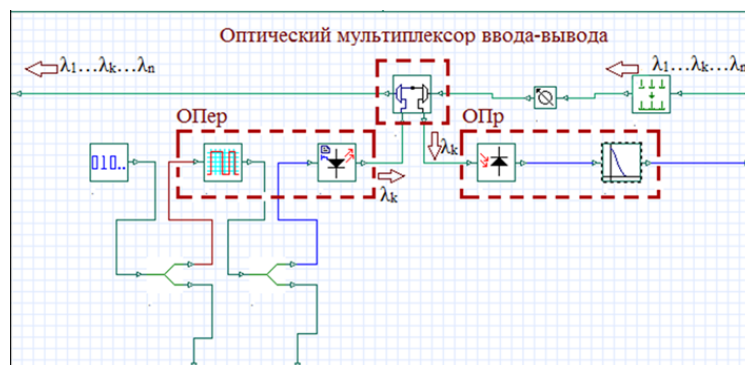 Оптический мультиплексор ввода-вывода
λ1…λk…λn
λ1…λk…λn
ОПер
ОПр
λk
λk
010..